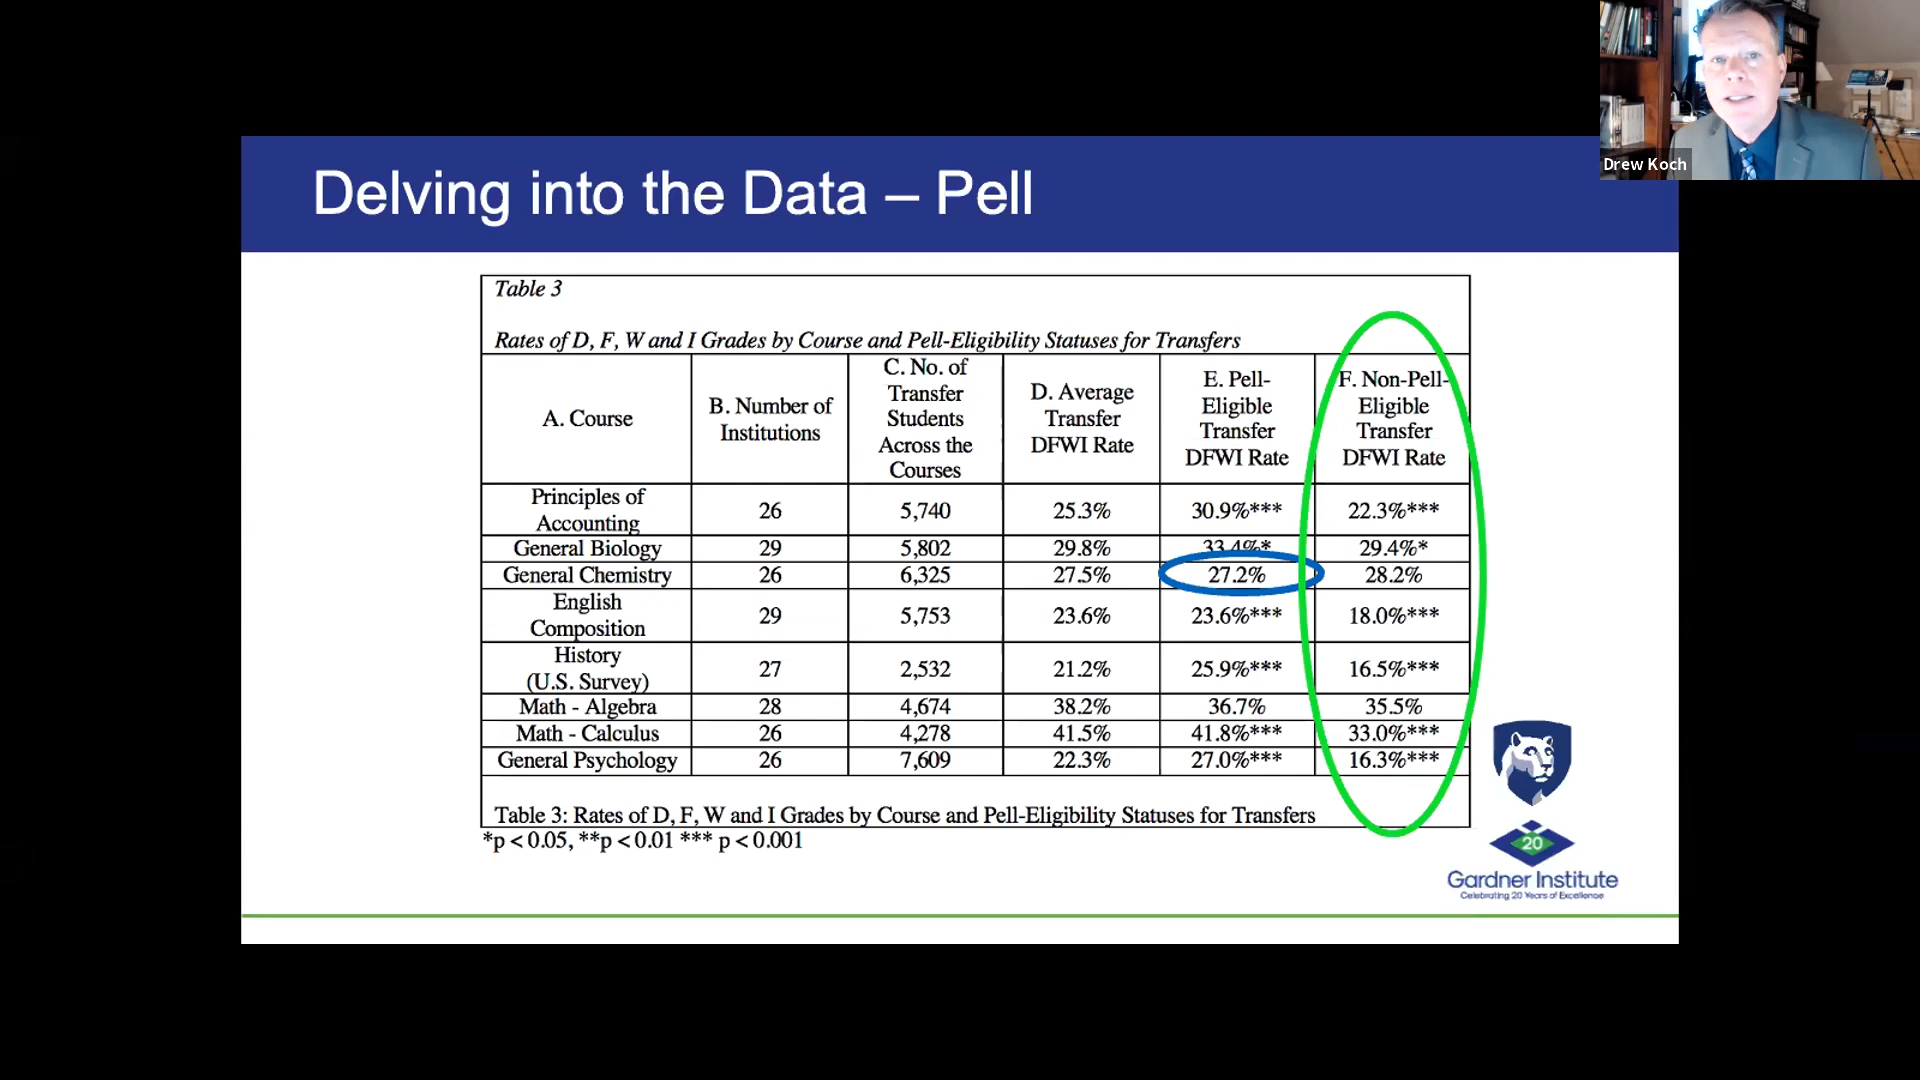 Drew Koch
Delving into the Data – Pell
Table 3
Rates of D, F, W and I Grades by Course and Pell-Eligibility Statuses for Transfers
A. Course
B. Number of
Institutions
C. No. of
Transfer
Students
Across the
Courses
D. Average
Transfer
DFWI Rate
E. Pell-
Eligible
Transfer
DFWI Rate
F. Non-Pell-
Eligible
Transfer
DFWI Rate
Principles of
Accounting
26
5,740
25.3%
30.9%***
22.3%***
General Biology
29
5,802
29.8%
33.4%*
29.4%*
General Chemistry
26
6,325
27.5%
27.2%
28.2%
English
Composition
29
5,753
23.6%
23.6%***
18.0%***
History
(U.S. Survey)
27
2,532
21.2%
25.9%***
16.5%***
Math - Algebra
28
4,674
38.2%
36.7%
35.5%
Math - Calculus
26
4,278
41.5%
41.8%***
33.0%***
General Psychology
26
7,609
22.3%
27.0%***
16.3%***
Table 3: Rates of D, F, W and I Grades by Course and Pell-Eligibility Statuses for Transfers
*p < 0.05, **p < 0.01 *** p < 0.001
20
Gardner Institute
Celebrating 20 Years of Excellence